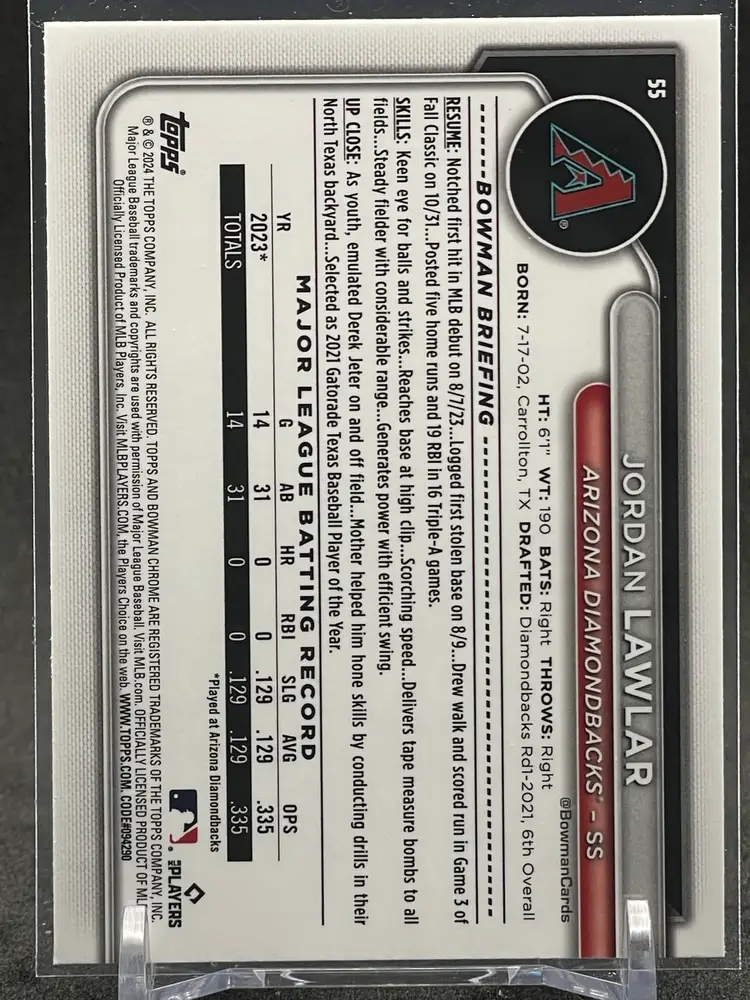 55
JORDAN LAWLAR
ARIZONA DIAMONDBACKS® – SS
@BowmanCards
HT: 6'1" WT: 190 BATS: Right THROWS: Right
BORN: 7-17-02, Carrollton, TX DRAFTED: Diamondbacks Rd1-2021, 6th Overall
BOWMAN BRIEFING
RESUME: Notched first hit in MLB debut on 8/7/23...Logged first stolen base on 8/9...Drew walk and scored run in Game 3 of
Fall Classic on 10/31...Posted five home runs and 19 RBI in 16 Triple-A games.
SKILLS: Keen eye for balls and strikes...Reaches base at high clip...Scorching speed...Delivers tape measure bombs to all
fields...Steady fielder with considerable range...Generates power with efficient swing.
UP CLOSE: As youth, emulated Derek Jeter on and off field...Mother helped him hone skills by conducting drills in their
North Texas backyard...Selected as 2021 Gatorade Texas Baseball Player of the Year.
MAJOR LEAGUE BATTING RECORD
YR G AB HR RBI SLG AVG OPS
2023* 14 31 0 0 .129 .129 .335
TOTALS 14 31 0 0 .129 .129 .335
*Played at Arizona Diamondbacks
topps®
MLB PLAYERS
® & © 2024 THE TOPPS COMPANY, INC. ALL RIGHTS RESERVED. TOPPS AND BOWMAN CHROME ARE REGISTERED TRADEMARKS OF THE TOPPS COMPANY, INC.
Major League Baseball trademarks and copyrights are used with permission of Major League Baseball. Visit MLB.com. OFFICIALLY LICENSED PRODUCT OF ML
Officially Licensed Product of MLB Players, Inc. Visit MLBPLAYERS.COM, the Players Choice on the web. WWW.TOPPS.COM. CODE#094290